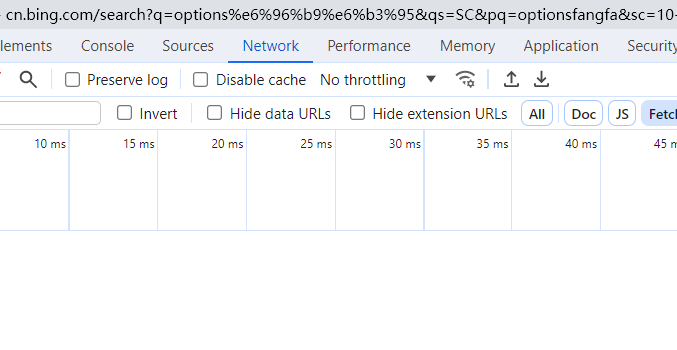 cn.bing.com/search?q=options%e6%96%b9%e6%b3%95&qs=SC&pq=optionsfangfa&sc=10-
lements Console Sources Network Performance Memory Application Security
Preserve log Disable cache No throttling
Invert Hide data URLs Hide extension URLs All Doc JS Fetc
10 ms 15 ms 20 ms 25 ms 30 ms 35 ms 40 ms 45 m